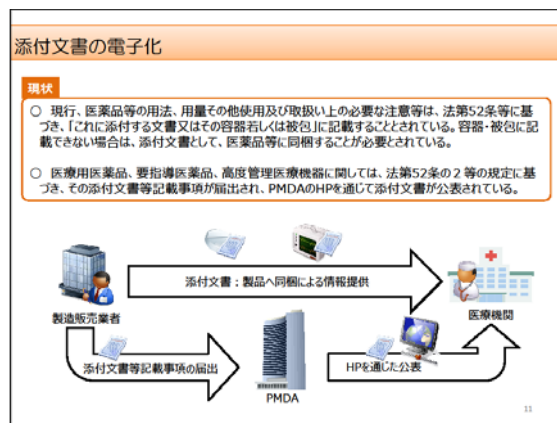 添付文書の電子化
現状
○ 現行、医薬品等の用法、用量その他使用及び取扱い上の必要な注意等は、法第52条等に基
づき、「これに添付する文書又はその容器若しくは被包」に記載することとされている。容器・被包に記
載できない場合は、添付文書として、医薬品等に同梱することが必要とされている。
○ 医療用医薬品、要指導医薬品、高度管理医療機器に関しては、法第52条の2等の規定に基
づき、その添付文書等記載事項が届出され、PMDAのHPを通じて添付文書が公表されている。
添付文書：製品へ同梱による情報提供
製造販売業者
医療機関
添付文書等記載事項の届出
HPを通じた公表
PMDA
11